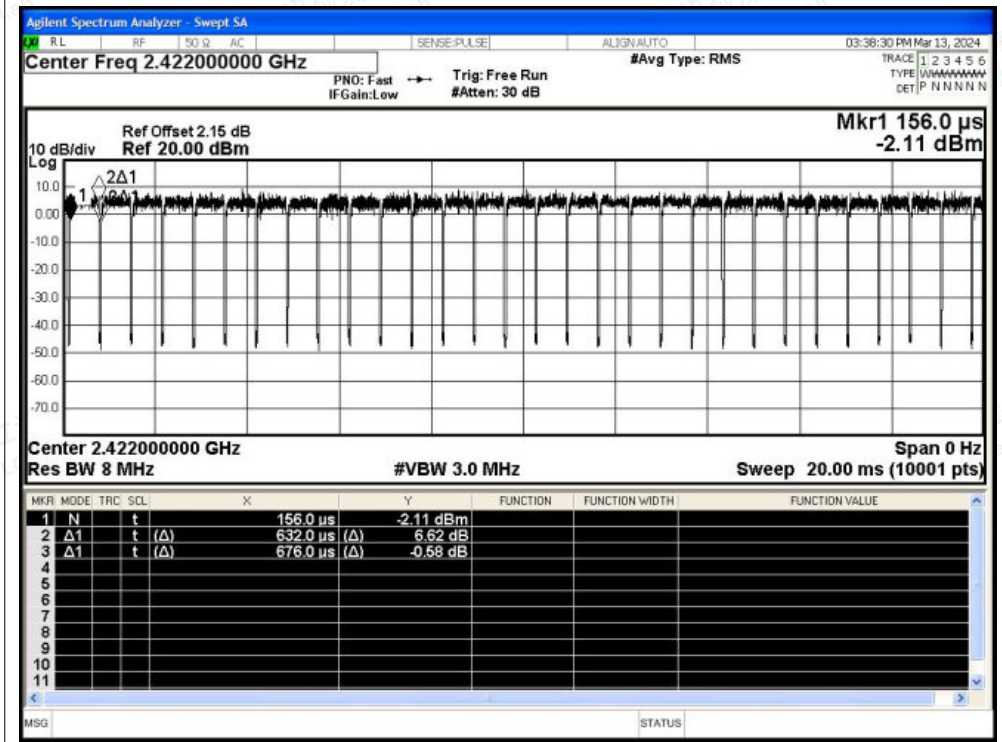 Agilent Spectrum Analyzer - Swept SA
LXI RL RF 50 Ω AC SENSE:PULSE ALIGN AUTO 03:38:30 PM Mar 13, 2024
Center Freq 2.422000000 GHz #Avg Type: RMS TRACE 1 2 3 4 5 6
PNO: Fast Trig: Free Run TYPE WWWWWW
IFGain:Low #Atten: 30 dB DET P N N N N N
Mkr1 156.0 µs
Ref Offset 2.15 dB
10 dB/div Ref 20.00 dBm -2.11 dBm
Log
2Δ1
10.0
1
0.00
-10.0
-20.0
-30.0
-40.0
-50.0
-60.0
-70.0
Center 2.422000000 GHz Span 0 Hz
Res BW 8 MHz #VBW 3.0 MHz Sweep 20.00 ms (10001 pts)
MKR MODE TRC SCL X Y FUNCTION FUNCTION WIDTH FUNCTION VALUE
1 N t 156.0 µs -2.11 dBm
2 Δ1 t (Δ) 632.0 µs (Δ) 6.62 dB
3 Δ1 t (Δ) 676.0 µs (Δ) -0.58 dB
4
5
6
7
8
9
10
11
MSG STATUS